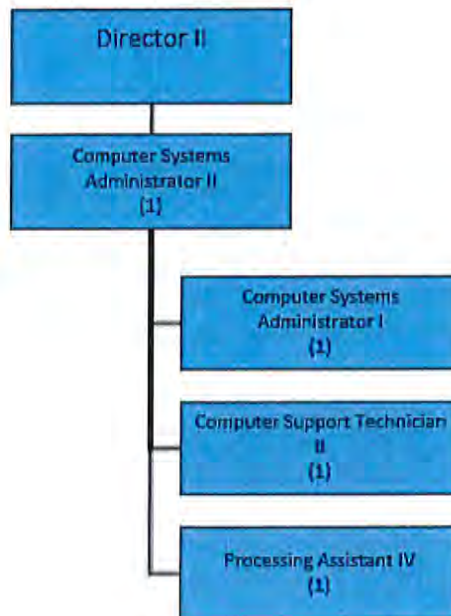 Director II
Computer Systems
Administrator II
(1)
Computer Systems
Administrator I
(1)
Computer Support Technician
II
(1)
Processing Assistant IV
(1)